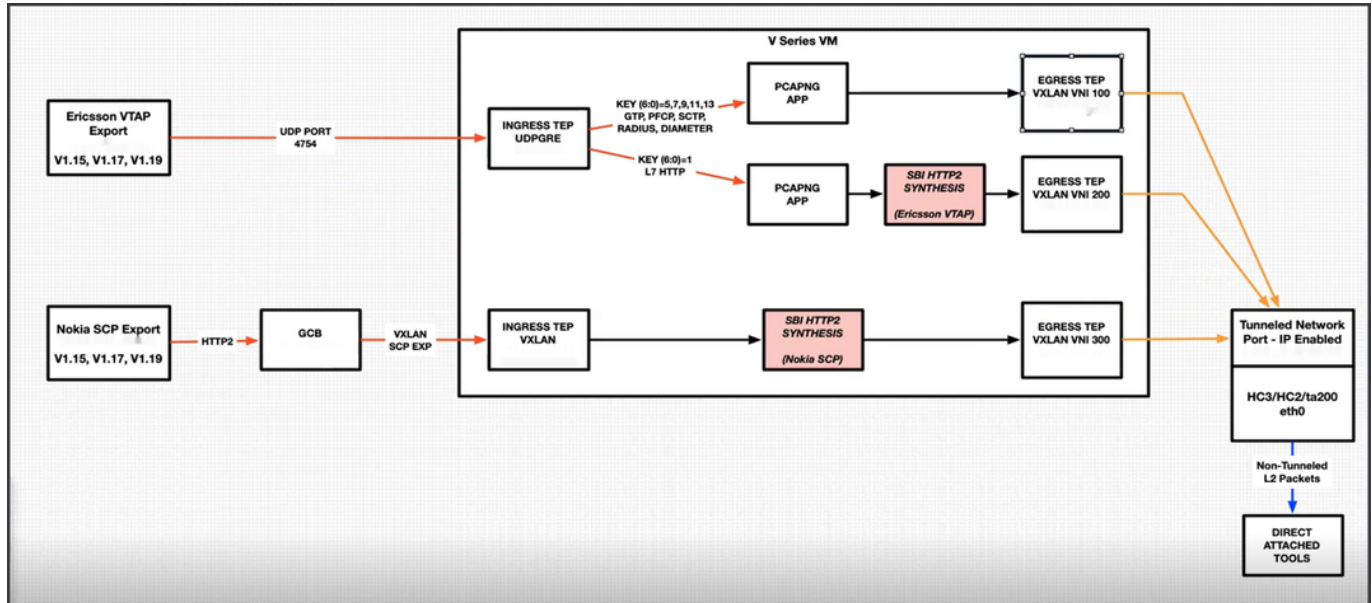 V Series VM
Ericsson VTAP
Export
V1.15, V1.17, V1.19
UDP PORT
4754
INGRESS TEP
UDPGRE
KEY (6:0)=5,7,9,11,13
GTP, PFCP, SCTP,
RADIUS, DIAMETER
PCAPNG
APP
EGRESS TEP
VXLAN VNI 100
KEY (6:0)=1
L7 HTTP
PCAPNG
APP
SBI HTTP2
SYNTHESIS
(Ericsson VTAP)
EGRESS TEP
VXLAN VNI 200
Nokia SCP Export
V1.15, V1.17, V1.19
HTTP2
GCB
VXLAN
SCP EXP
INGRESS TEP
VXLAN
SBI HTTP2
SYNTHESIS
(Nokia SCP)
EGRESS TEP
VXLAN VNI 300
Tunneled Network
Port - IP Enabled
HC3/HC2/ta200
eth0
Non-Tunneled
L2 Packets
DIRECT
ATTACHED
TOOLS